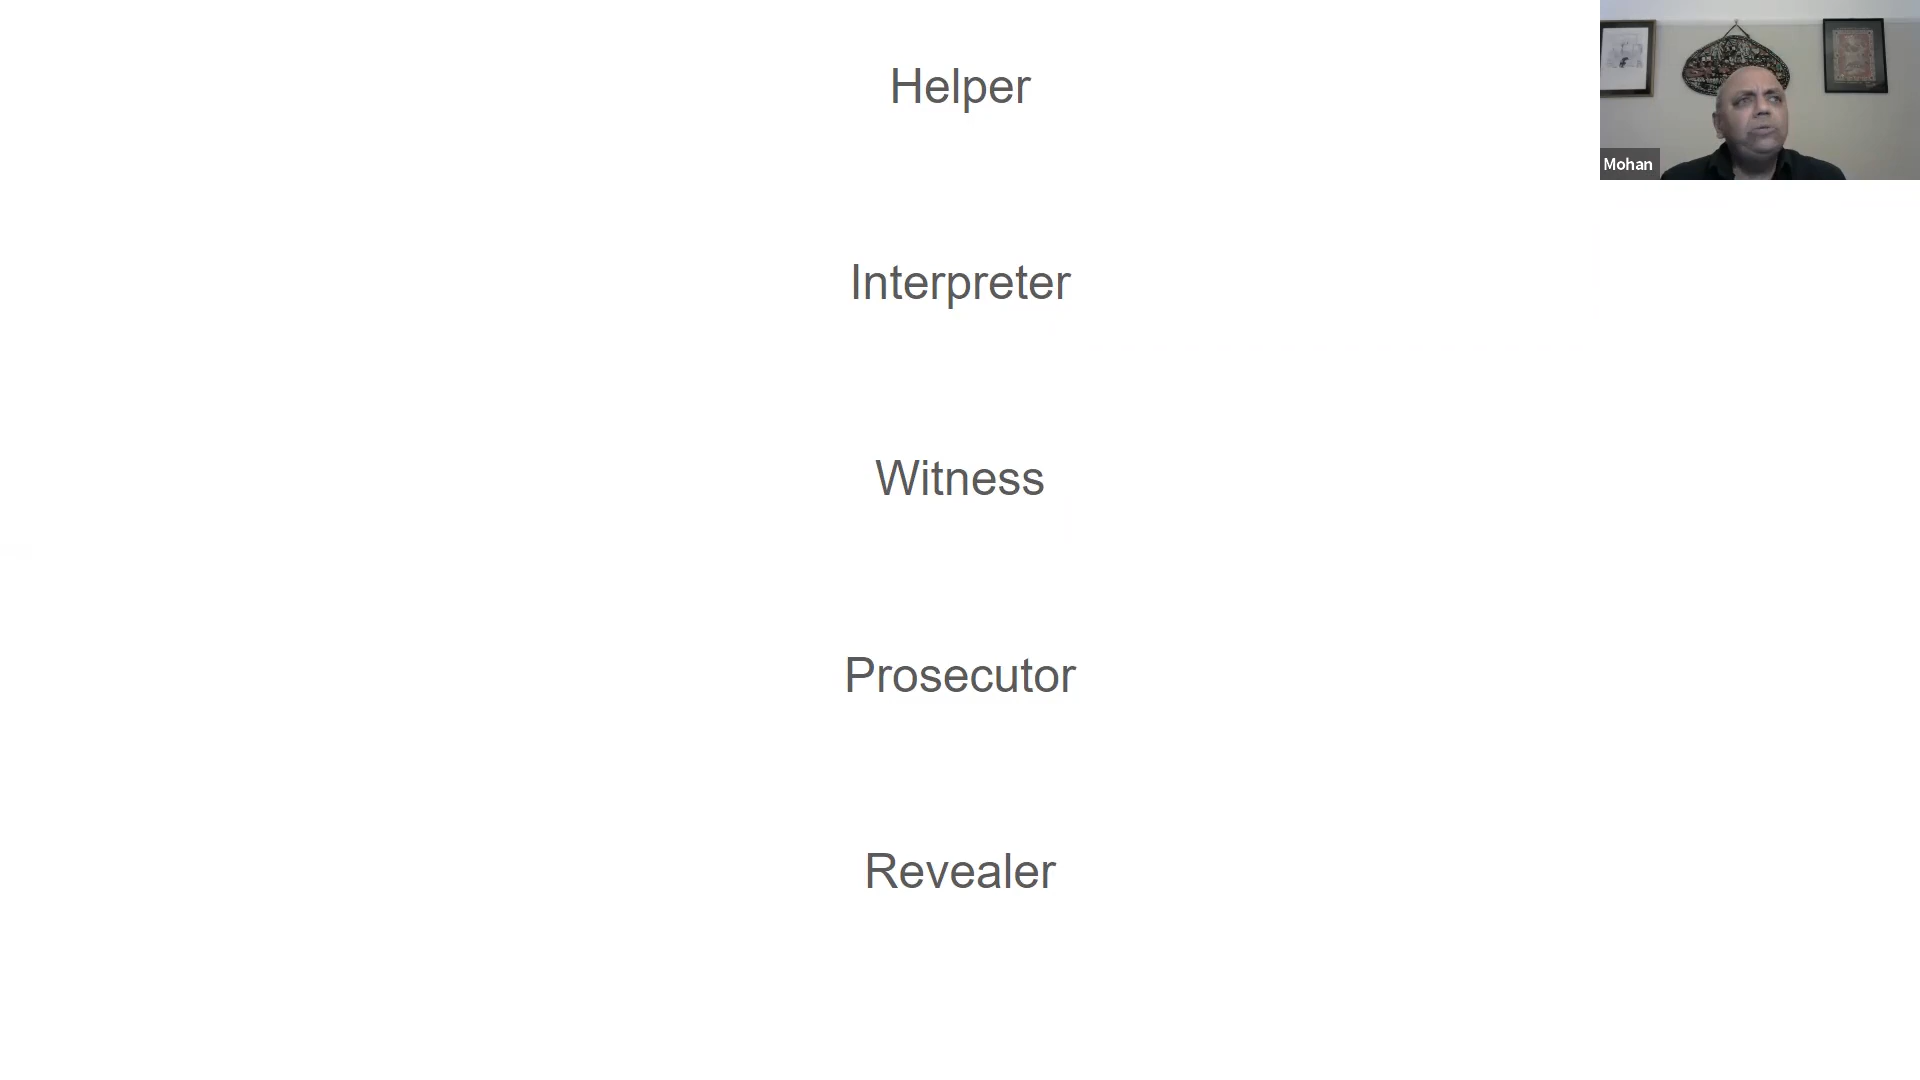 Helper
Mohan
Interpreter
Witness
Prosecutor
Revealer